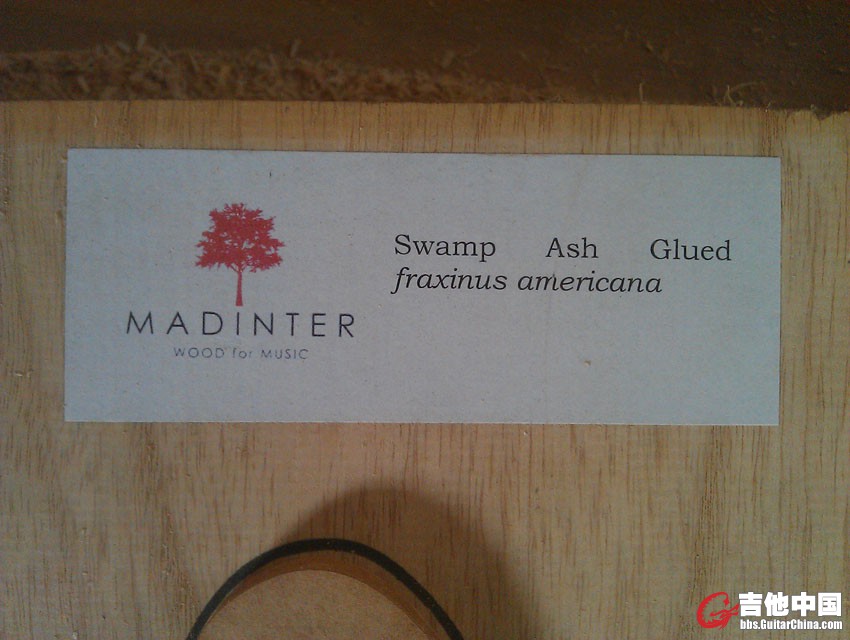 MADINTER
WOOD for MUSIC
Swamp Ash Glued
fraxinus americana
吉他中国
bbs.GuitarChina.com